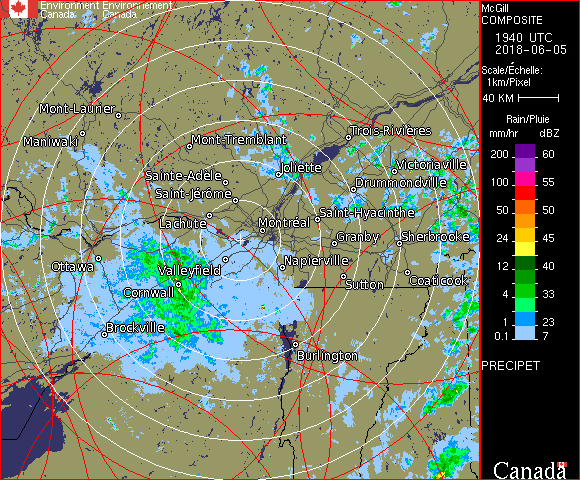 Environment Environnement
Canada Canada
McGill
COMPOSITE
1940 UTC
2018-06-05
Scale/Échelle:
1km/Pixel
40 KM
Rain/Pluie
mm/hr dBZ
200 60
100 55
50 50
24 45
12 40
4 33
2 23
0.1 7
PRECIPET
Canada
Mont-Laurier
Maniwaki
Mont-Tremblant
Trois-Rivières
Victoriaville
Joliette
Sainte-Adèle
Drummondville
Saint-Jérôme
Saint-Hyacinthe
Lachute
Montréal
Granby
Sherbrooke
Ottawa
Valleyfield
Napierville
Sutton
Coaticook
Cornwall
Brockville
Burlington